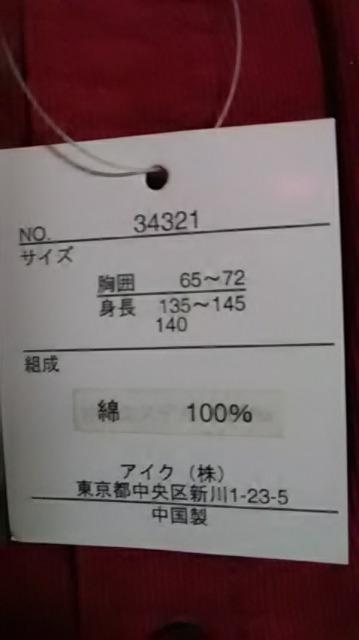 NO. 34321
サイズ
胸囲 65～72
身長 135～145
140
組成
綿 100%
アイク（株）
東京都中央区新川1-23-5
中国製